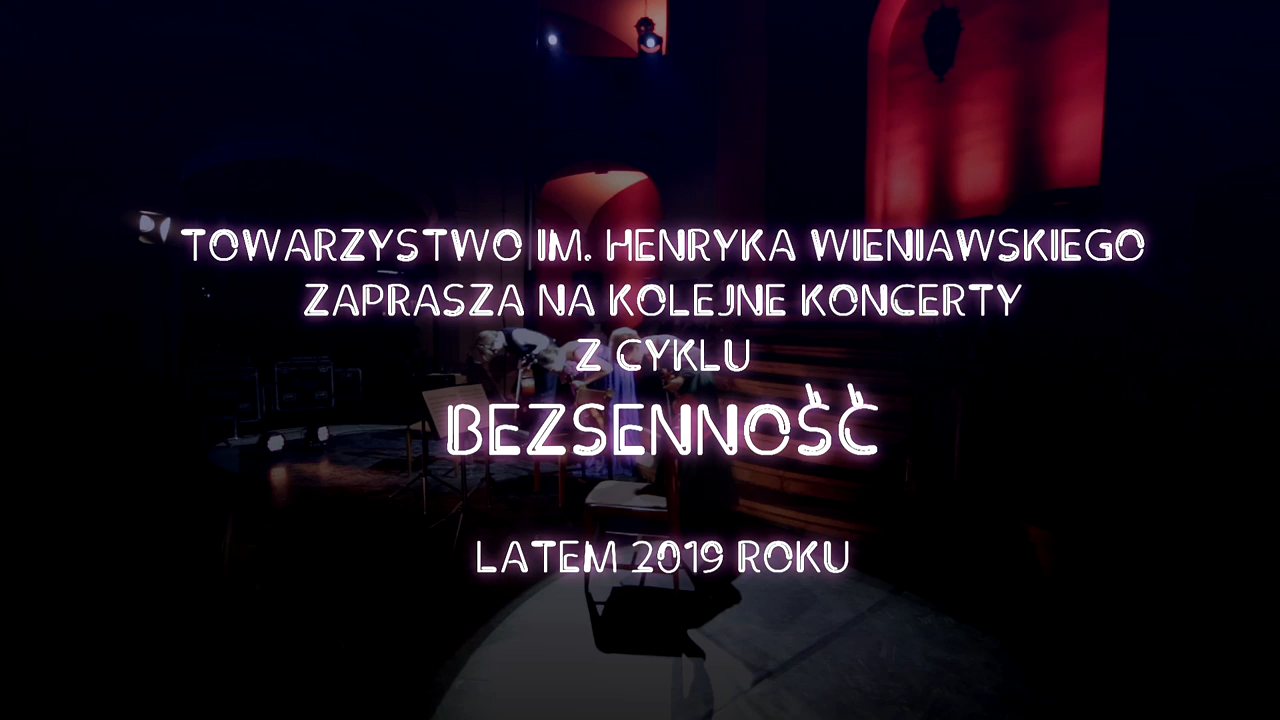 TOWARZYSTWO IM. HENRYKA WIENIAWSKIEGO
ZAPRASZA NA KOLEJNE KONCERTY
Z CYKLU
BEZSENNOŚĆ
LATEM 2019 ROKU